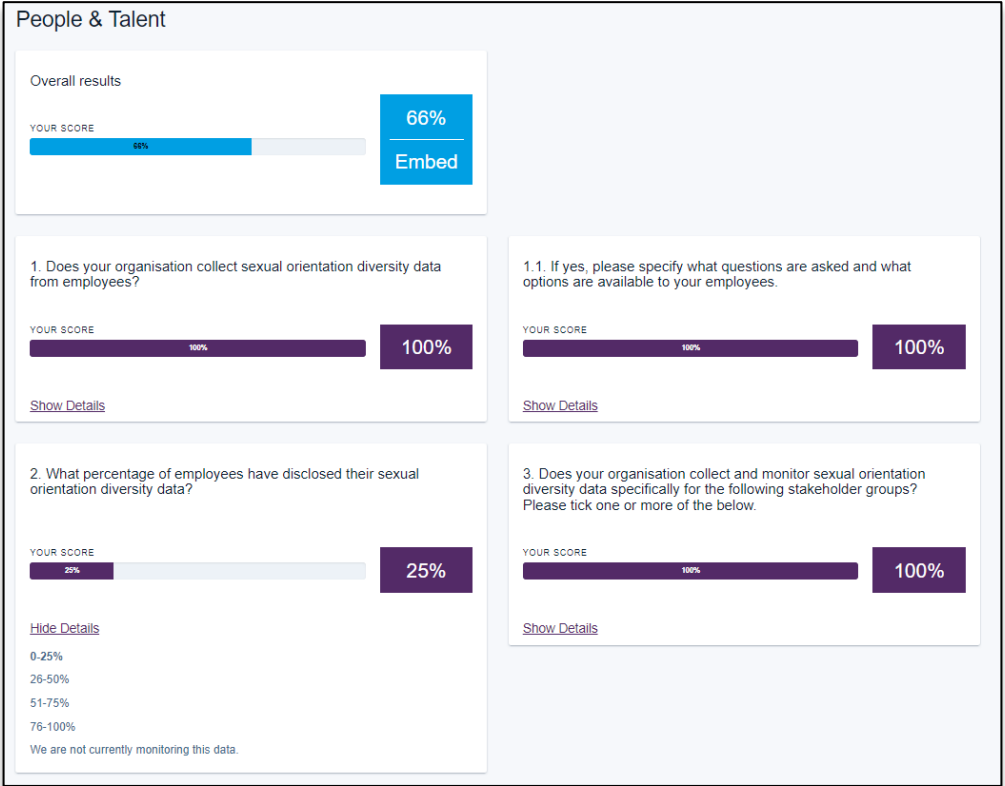 People & Talent
Overall results
YOUR SCORE
66%
66%
Embed
1. Does your organisation collect sexual orientation diversity data
from employees?
YOUR SCORE
100%
100%
Show Details
1.1. If yes, please specify what questions are asked and what
options are available to your employees.
YOUR SCORE
100%
100%
Show Details
2. What percentage of employees have disclosed their sexual
orientation diversity data?
YOUR SCORE
25%
25%
Hide Details
0-25%
26-50%
51-75%
76-100%
We are not currently monitoring this data.
3. Does your organisation collect and monitor sexual orientation
diversity data specifically for the following stakeholder groups?
Please tick one or more of the below.
YOUR SCORE
100%
100%
Show Details